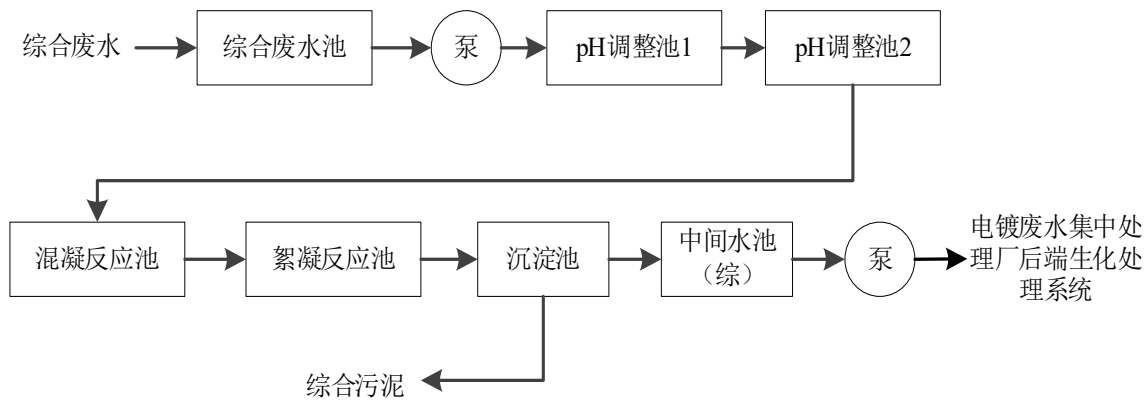 综合废水
综合废水池
泵
pH调整池1
pH调整池2
混凝反应池
絮凝反应池
沉淀池
中间水池
（综）
泵
电镀废水集中处
理厂后端生化处
理系统
综合污泥